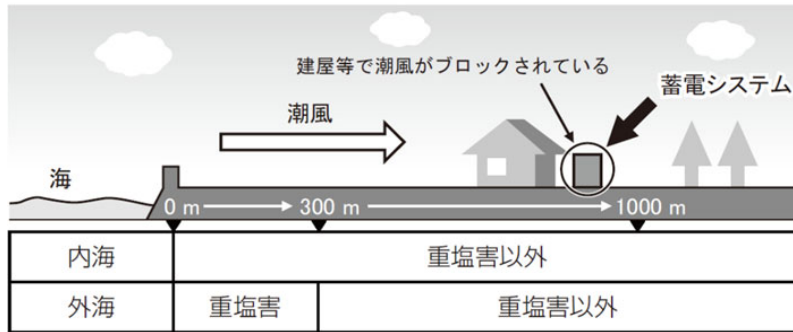 建屋等で潮風がブロックされている
蓄電システム
潮風
海
0 m 300 m 1000 m
内海 重塩害以外
外海 重塩害 重塩害以外